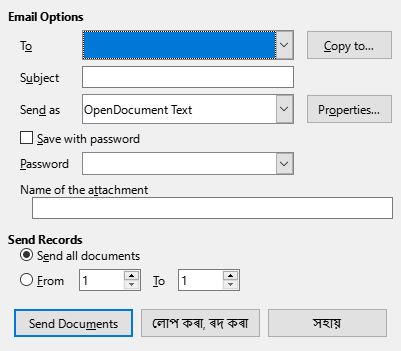 Email Options
To
Copy to...
Subject
Send as OpenDocument Text Properties...
Save with password
Password
Name of the attachment
Send Records
Send all documents
From 1 To 1
Send Documents লোপ কৰা, ৰদ কৰা সহায়